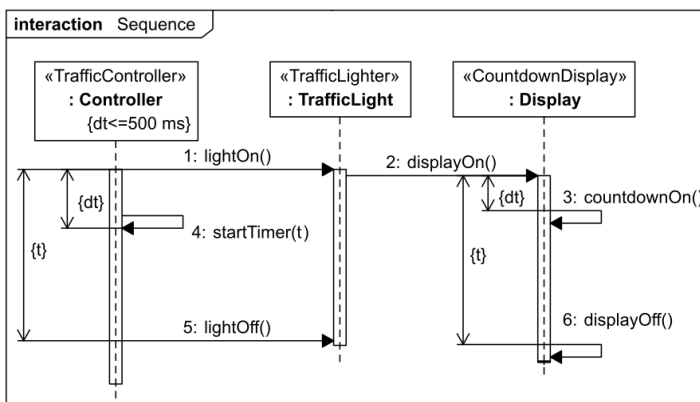 interaction Sequence
«TrafficController»
: Controller
{dt<=500 ms}
«TrafficLighter»
: TrafficLight
«CountdownDisplay»
: Display
1: lightOn()
2: displayOn()
{dt}
{dt}
3: countdownOn()
4: startTimer(t)
{t}
{t}
5: lightOff()
6: displayOff()